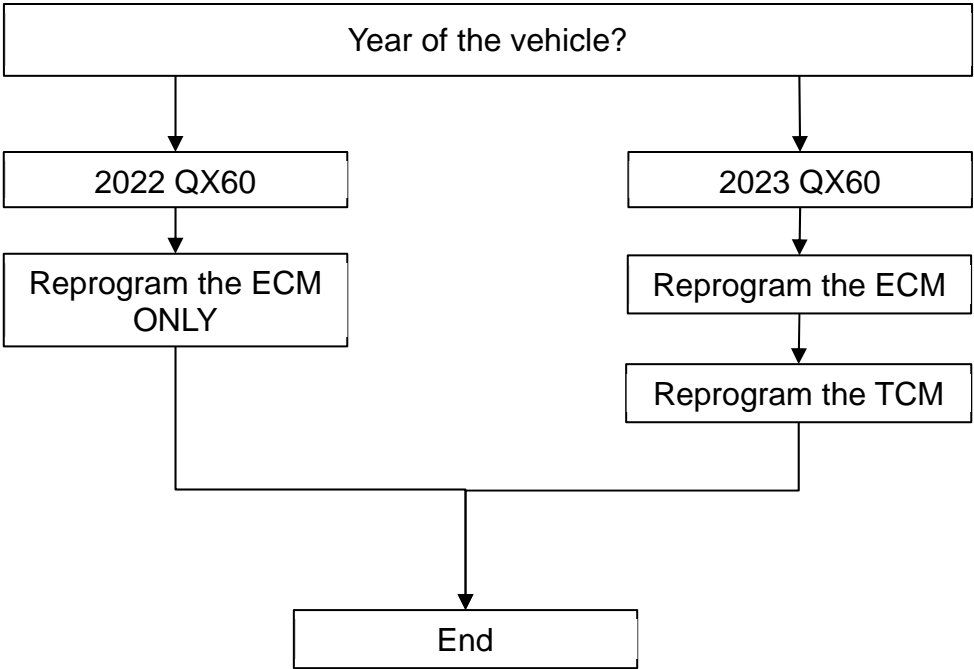 Year of the vehicle?
2022 QX60
2023 QX60
Reprogram the ECM
ONLY
Reprogram the ECM
Reprogram the TCM
End